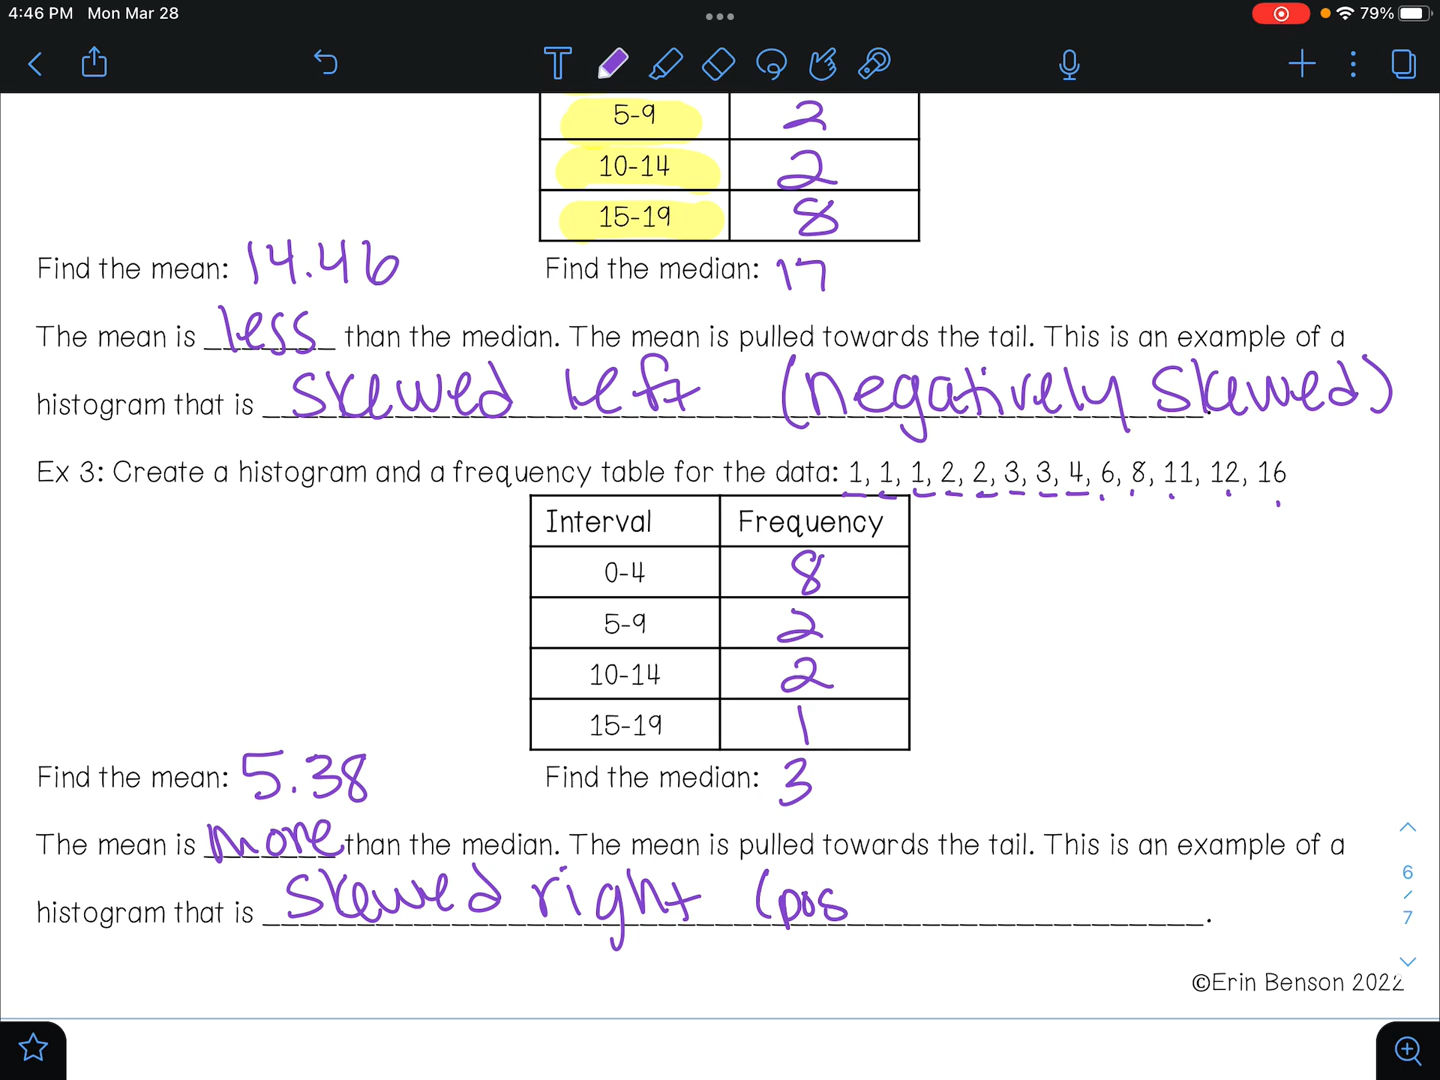 4:46 PM Mon Mar 28
79%
T
5-9 2
10-14 2
15-19 8
Find the mean: 14.46 Find the median: 17
The mean is less than the median. The mean is pulled towards the tail. This is an example of a
histogram that is skewed left (negatively skewed).
Ex 3: Create a histogram and a frequency table for the data: 1, 1, 1, 2, 2, 3, 3, 4, 6, 8, 11, 12, 16
Interval Frequency
0-4 8
5-9 2
10-14 2
15-19 1
Find the mean: 5.38 Find the median: 3
The mean is more than the median. The mean is pulled towards the tail. This is an example of a
histogram that is skewed right (pos .
6 / 7
©Erin Benson 2022